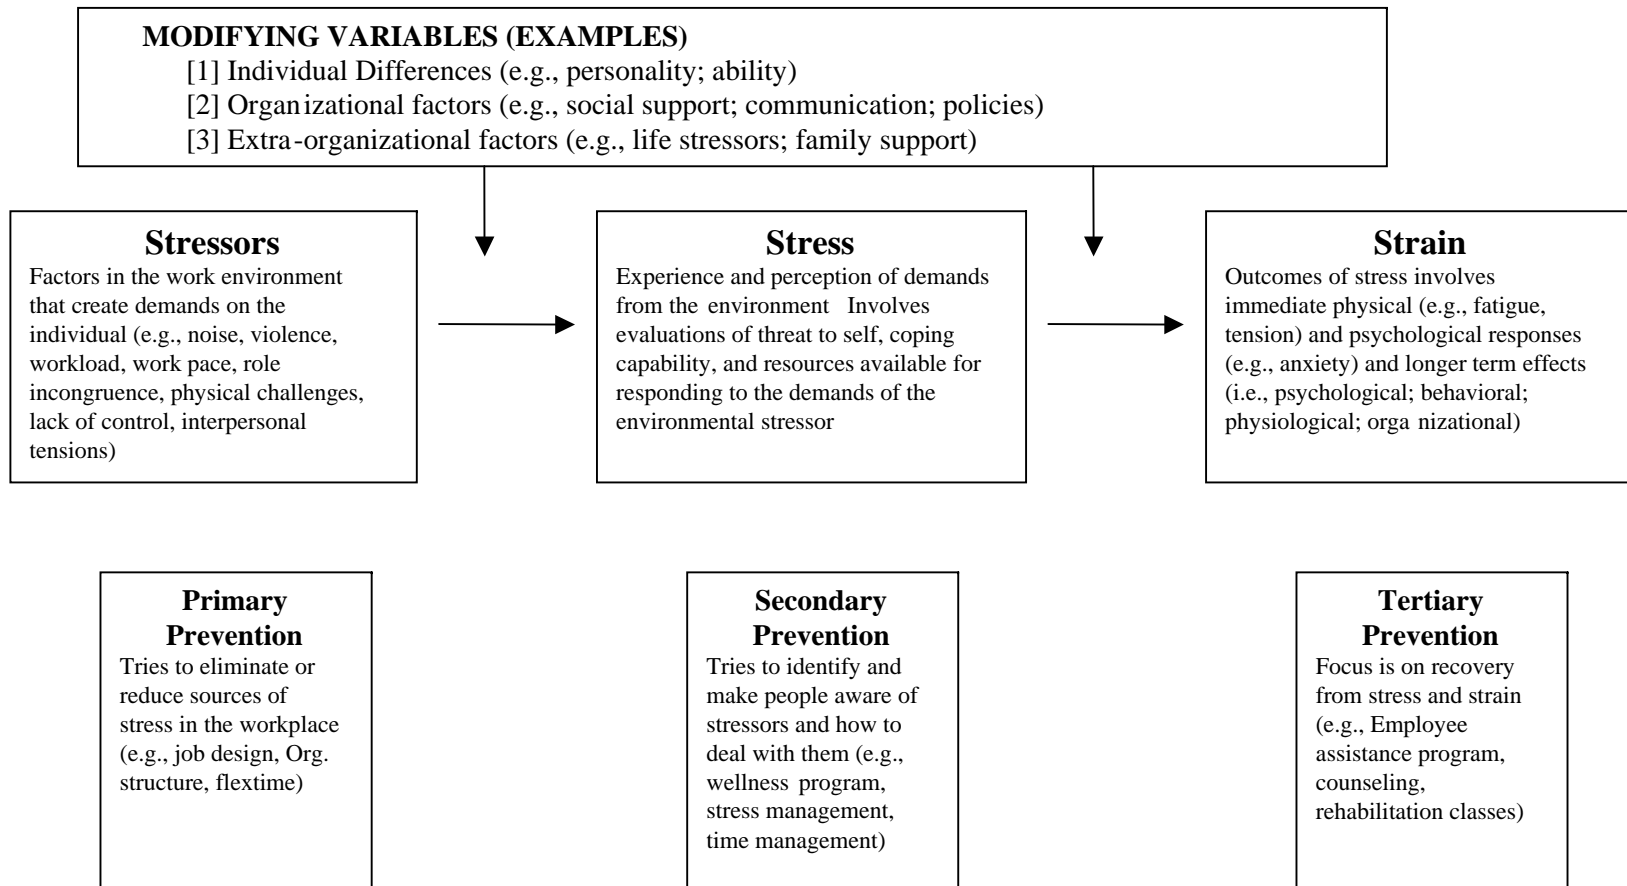 MODIFYING VARIABLES (EXAMPLES)
[1] Individual Differences (e.g., personality; ability)
[2] Organizational factors (e.g., social support; communication; policies)
[3] Extra-organizational factors (e.g., life stressors; family support)
Stressors
Factors in the work environment
that create demands on the
individual (e.g., noise, violence,
workload, work pace, role
incongruence, physical challenges,
lack of control, interpersonal
tensions)
Stress
Experience and perception of demands
from the environment  Involves
evaluations of threat to self, coping
capability, and resources available for
responding to the demands of the
environmental stressor
Strain
Outcomes of stress involves
immediate physical (e.g., fatigue,
tension) and psychological responses
(e.g., anxiety) and longer term effects
(i.e., psychological; behavioral;
physiological; orga nizational)
Primary
Prevention
Tries to eliminate or
reduce sources of
stress in the workplace
(e.g., job design, Org.
structure, flextime)
Secondary
Prevention
Tries to identify and
make people aware of
stressors and how to
deal with them (e.g.,
wellness program,
stress management,
time management)
Tertiary
Prevention
Focus is on recovery
from stress and strain
(e.g., Employee
assistance program,
counseling,
rehabilitation classes)